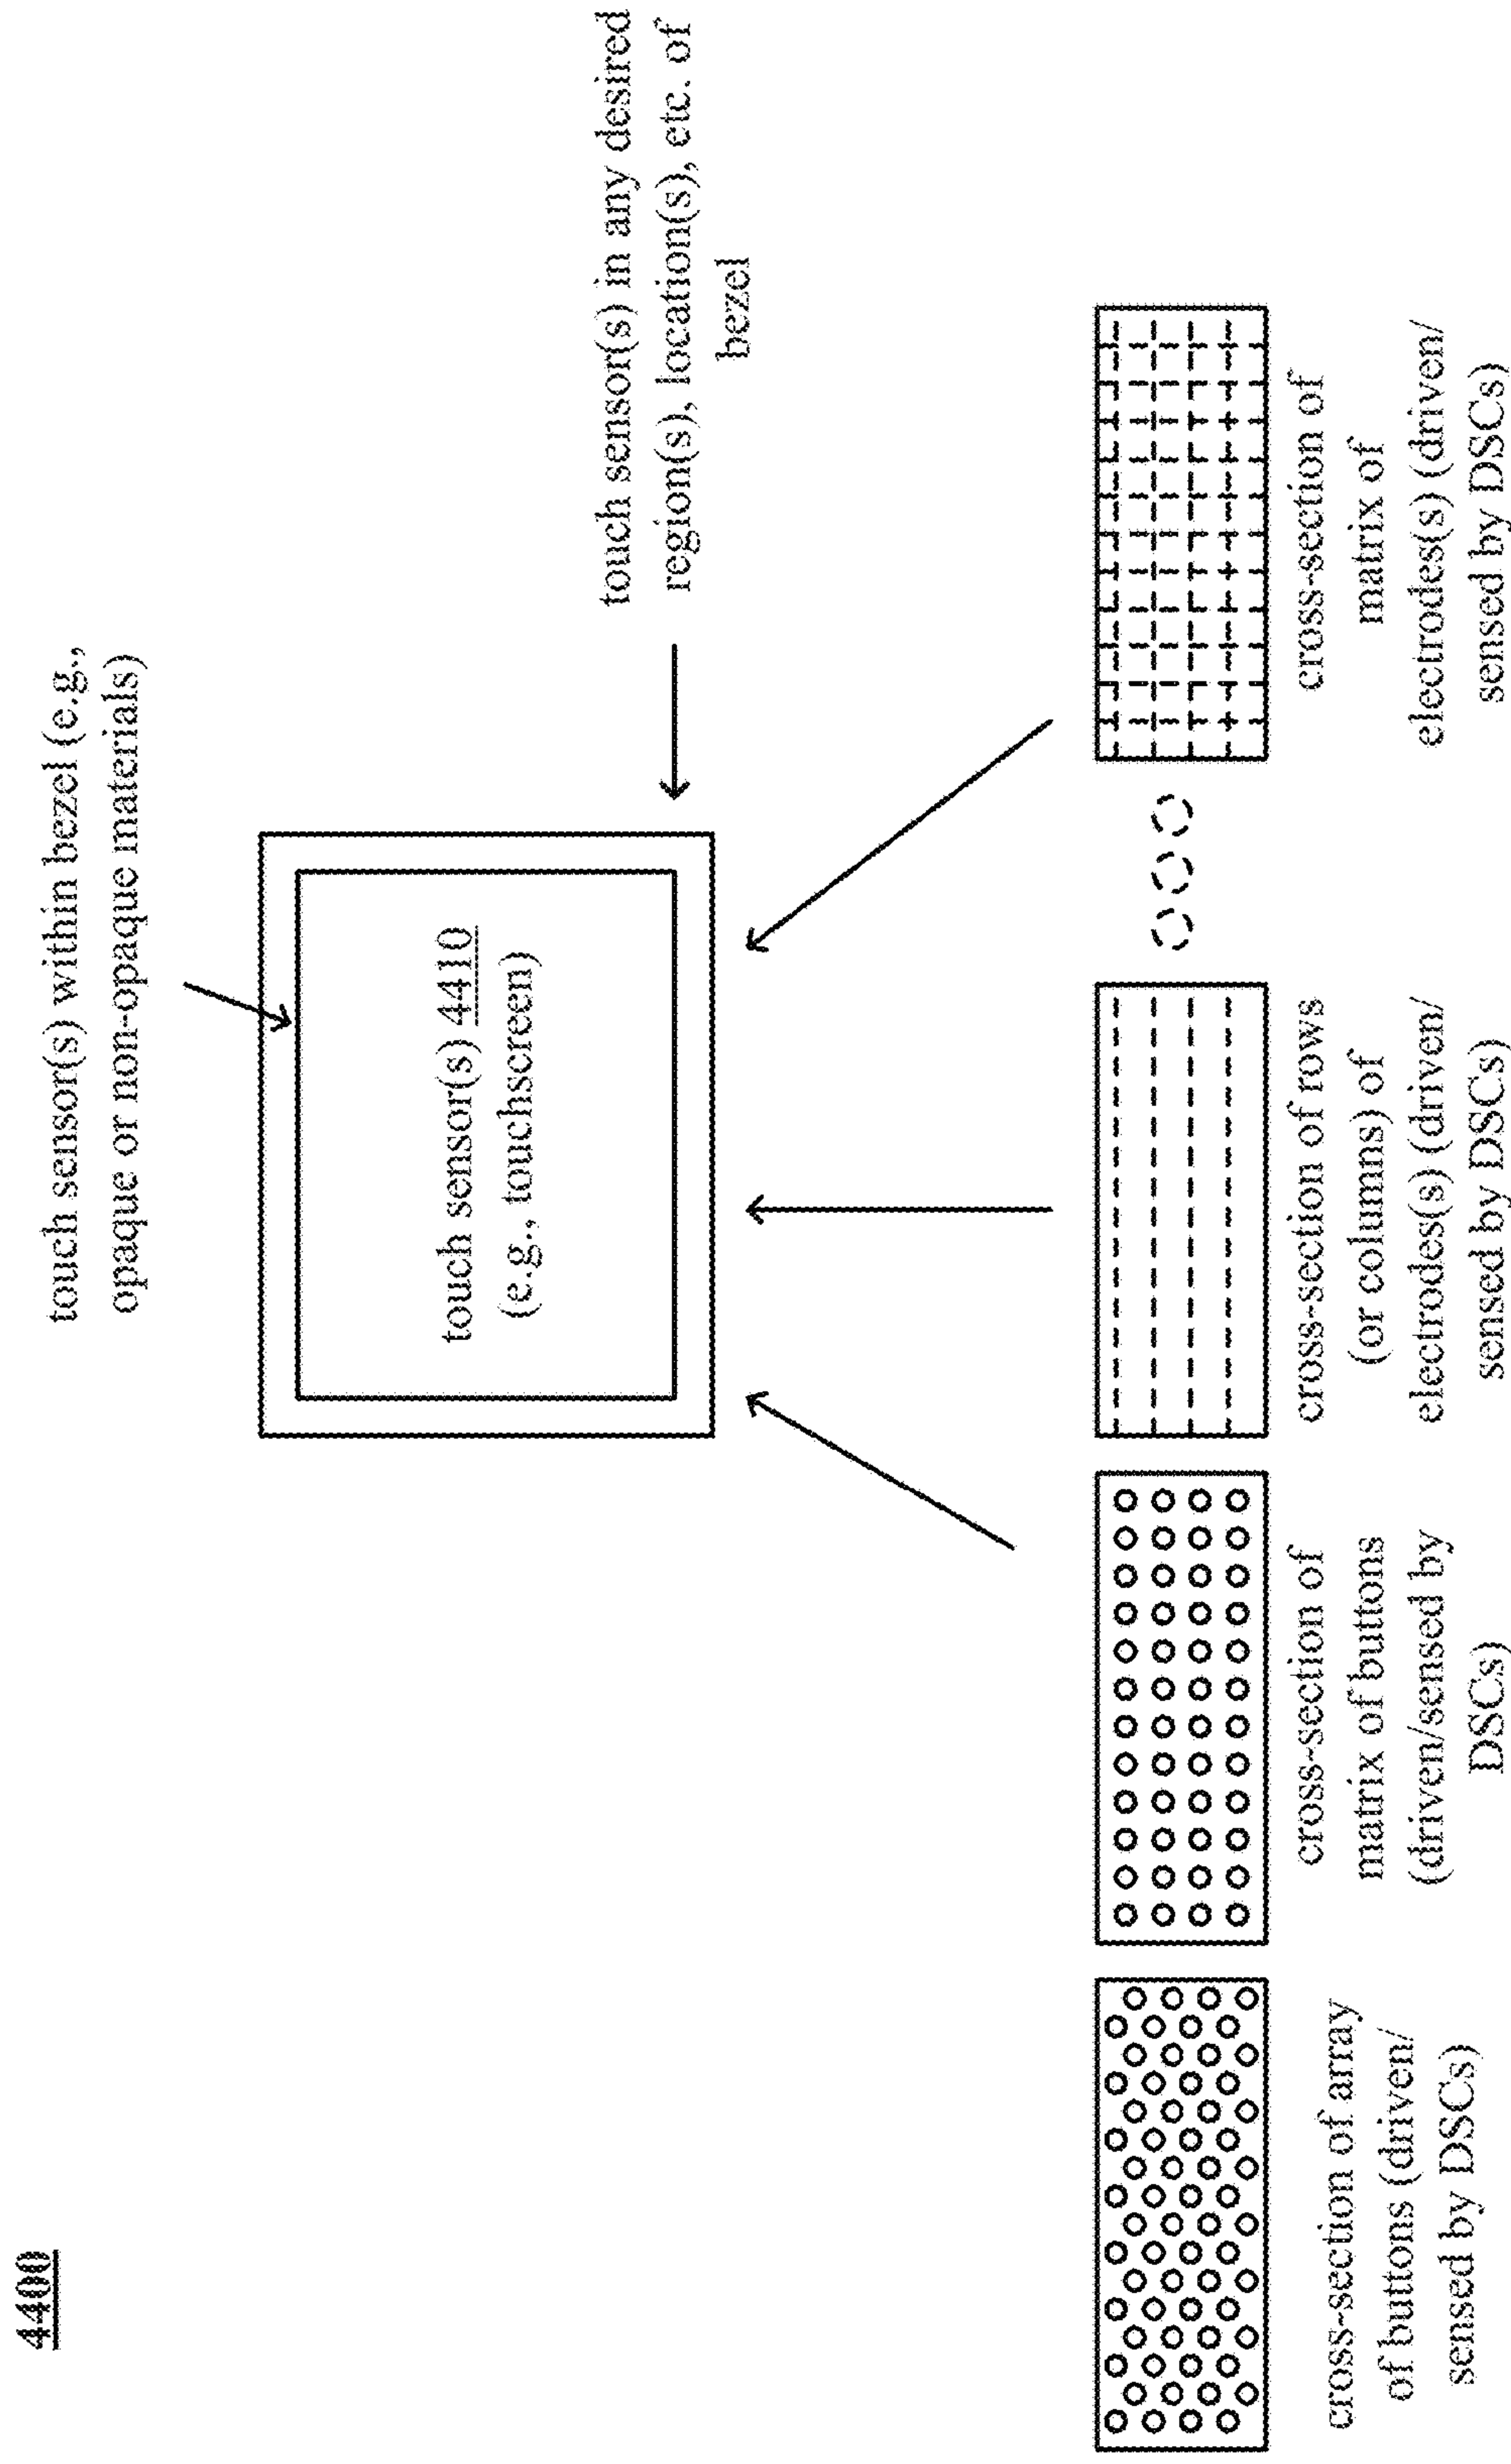 4400
touch sensor(s) within bezel (e.g.,
opaque or non-opaque materials)
touch sensor(s) 4410
(e.g., touchscreen)
touch sensor(s) in any desired
region(s), location(s), etc. of
bezel
cross-section of array
of buttons (driven/
sensed by DSCs)
cross-section of
matrix of buttons
(driven/sensed by
DSCs)
cross-section of rows
(or columns) of
electrodes(s) (driven/
sensed by DSCs)
cross-section of
matrix of
electrodes(s) (driven/
sensed by DSCs)